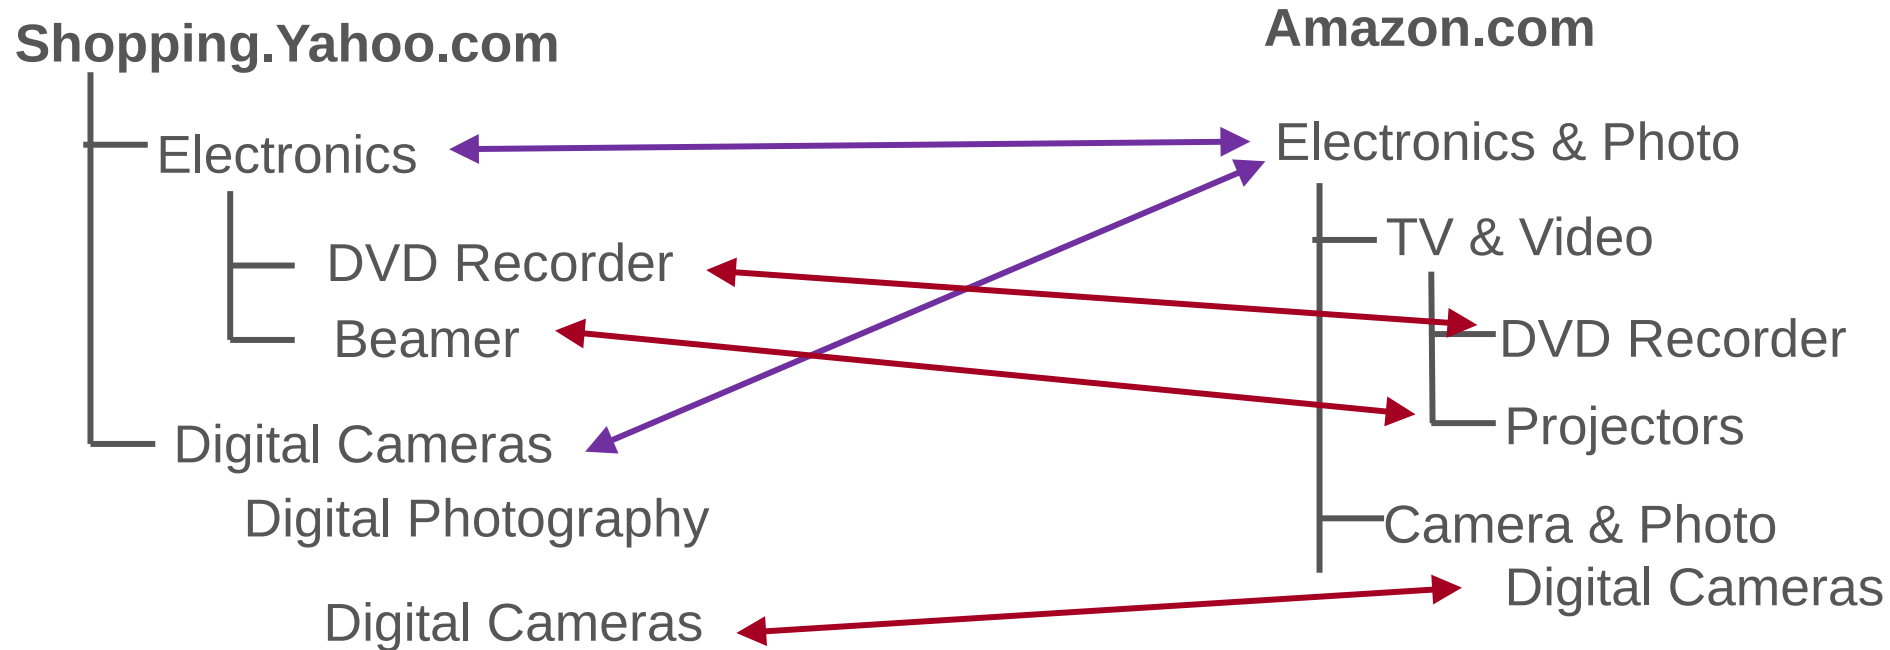 Shopping.Yahoo.com
Electronics
DVD Recorder
Beamer
Digital Cameras
Digital Photography
Digital Cameras
Amazon.com
Electronics & Photo
TV & Video
DVD Recorder
Projectors
Camera & Photo
Digital Cameras